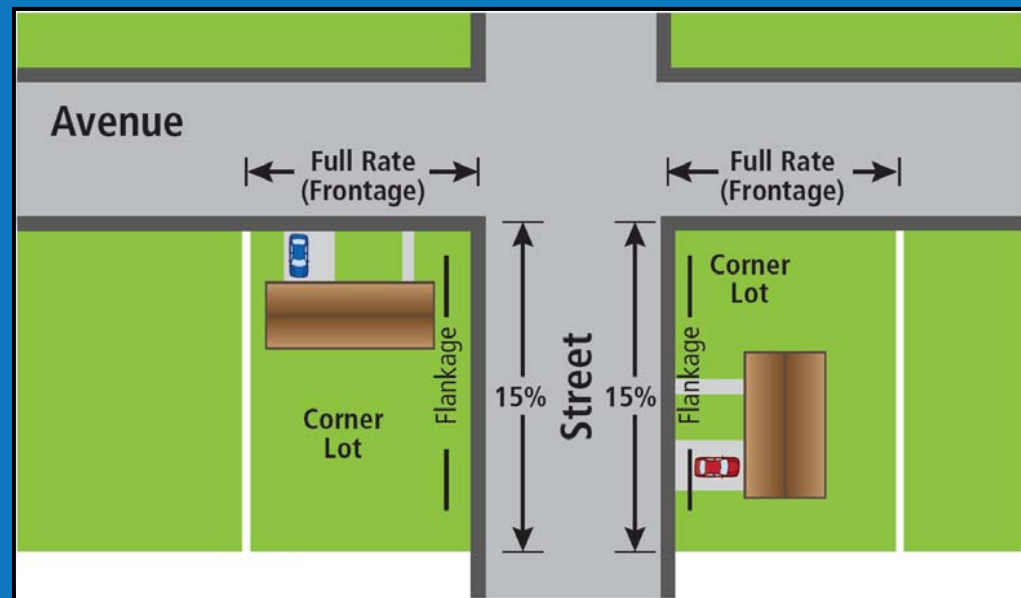 Avenue
Full Rate
(Frontage)
Full Rate
(Frontage)
Corner
Lot
Flankage
15%
Street
15%
Flankage
Corner
Lot